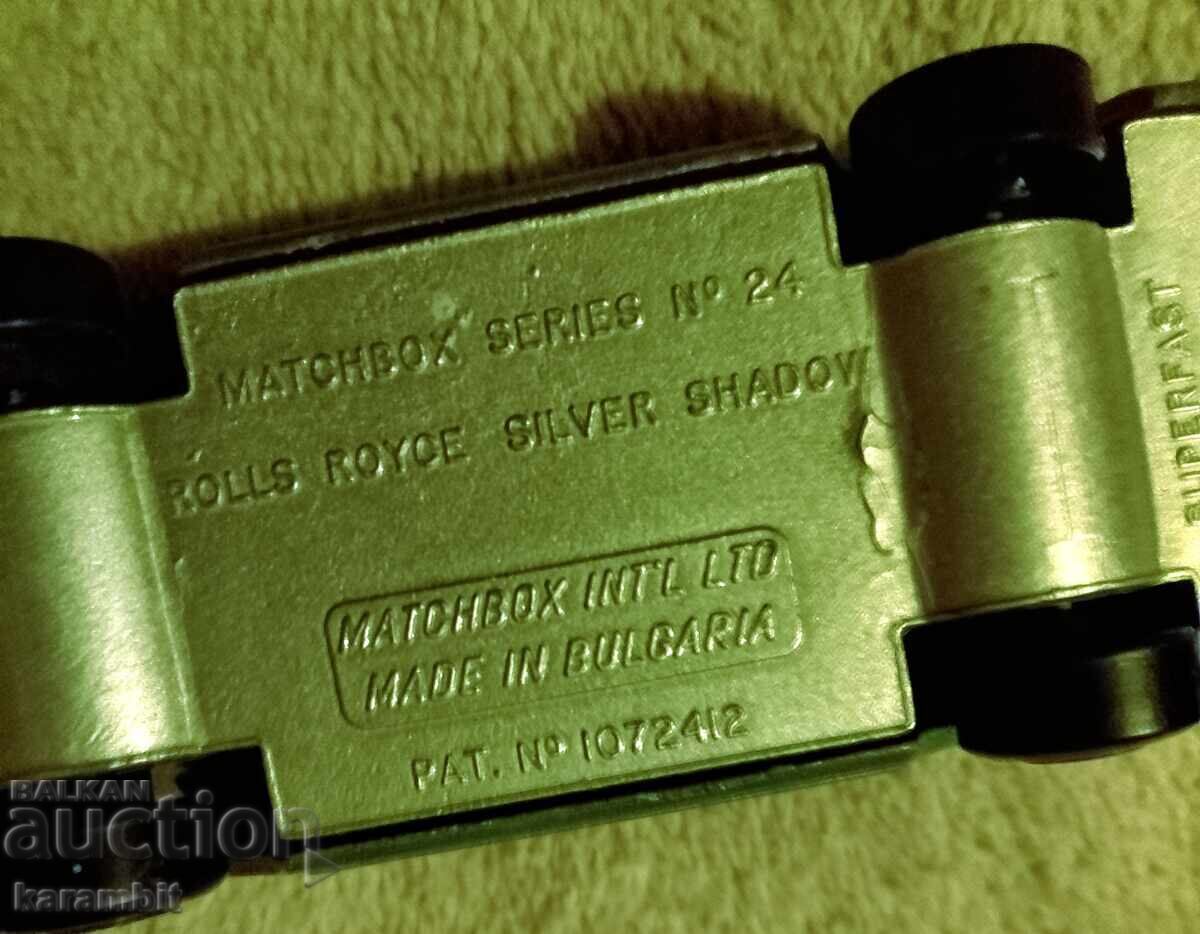 MATCHBOX SERIES Nº 24
ROLLS ROYCE SILVER SHADOW
MATCHBOX INT'L LTD
MADE IN BULGARIA
PAT. Nº 1072412
SUPERFAST
BALKAN
auction
karambit